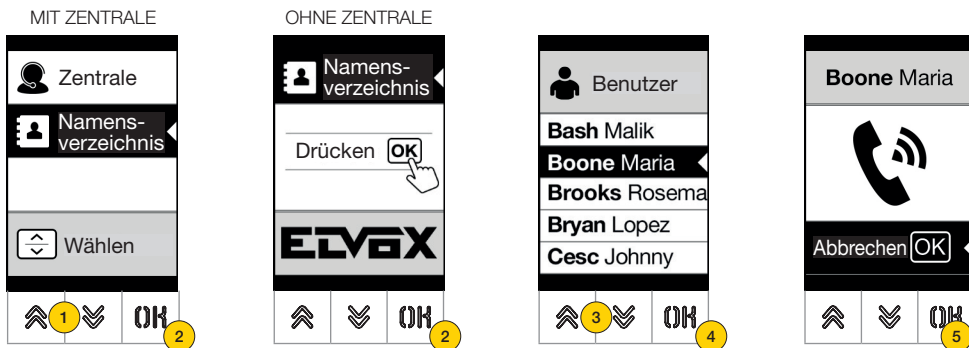 MIT ZENTRALE
Zentrale
Namens-
verzeichnis
Wählen
OK
1
2
OHNE ZENTRALE
Namens-
verzeichnis
Drücken OK
ELVOX
OK
2
Benutzer
Bash Malik
Boone Maria
Brooks Rosema
Bryan Lopez
Cesc Johnny
OK
3
4
Boone Maria
Abbrechen OK
OK
5